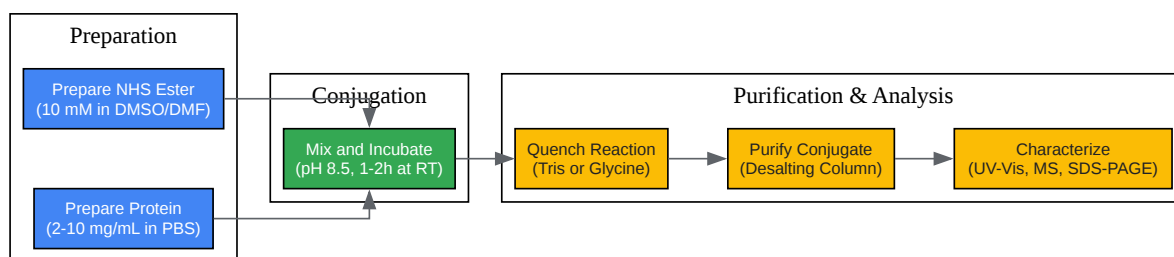 Preparation
Prepare NHS Ester
(10 mM in DMSO/DMF)
Prepare Protein
(2-10 mg/mL in PBS)
Conjugation
Mix and Incubate
(pH 8.5, 1-2h at RT)
Purification & Analysis
Quench Reaction
(Tris or Glycine)
Purify Conjugate
(Desalting Column)
Characterize
(UV-Vis, MS, SDS-PAGE)